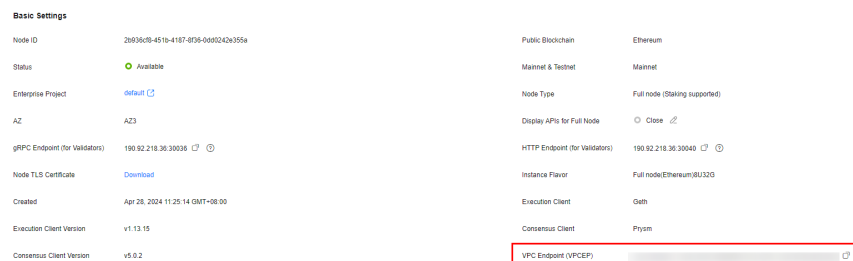 Basic Settings
Node ID 2b936cf8-451b-4187-8f36-0dd0242e355a Public Blockchain Ethereum
Status Available Mainnet & Testnet Mainnet
Enterprise Project default Node Type Full node (Staking supported)
AZ AZ3 Display APIs for Full Node Close
gRPC Endpoint (for Validators) 190.92.218.36:30036 HTTP Endpoint (for Validators) 190.92.218.36:30040
Node TLS Certificate Download Instance Flavor Full node(Ethereum)8U32G
Created Apr 28, 2024 11:25:14 GMT+08:00 Execution Client Geth
Execution Client Version v1.13.15 Consensus Client Prysm
Consensus Client Version v5.0.2 VPC Endpoint (VPCEP)